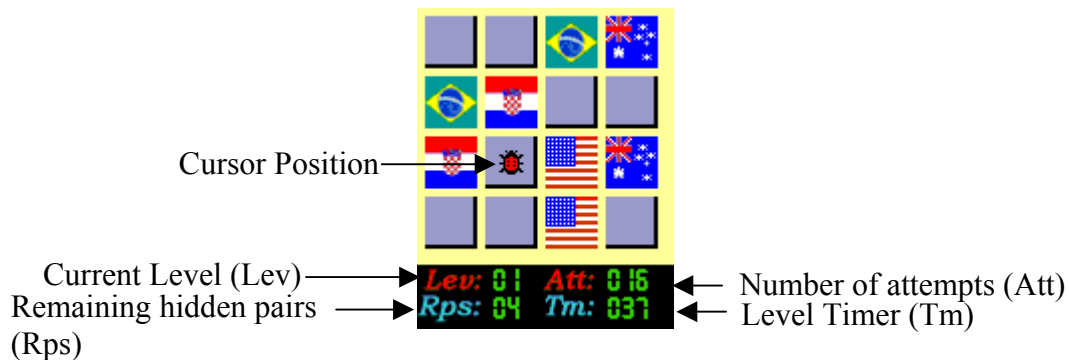 Cursor Position
Current Level (Lev)
Remaining hidden pairs
(Rps)
Lev: 01 Att: 016
Rps: 04 Tm: 037
Number of attempts (Att)
Level Timer (Tm)